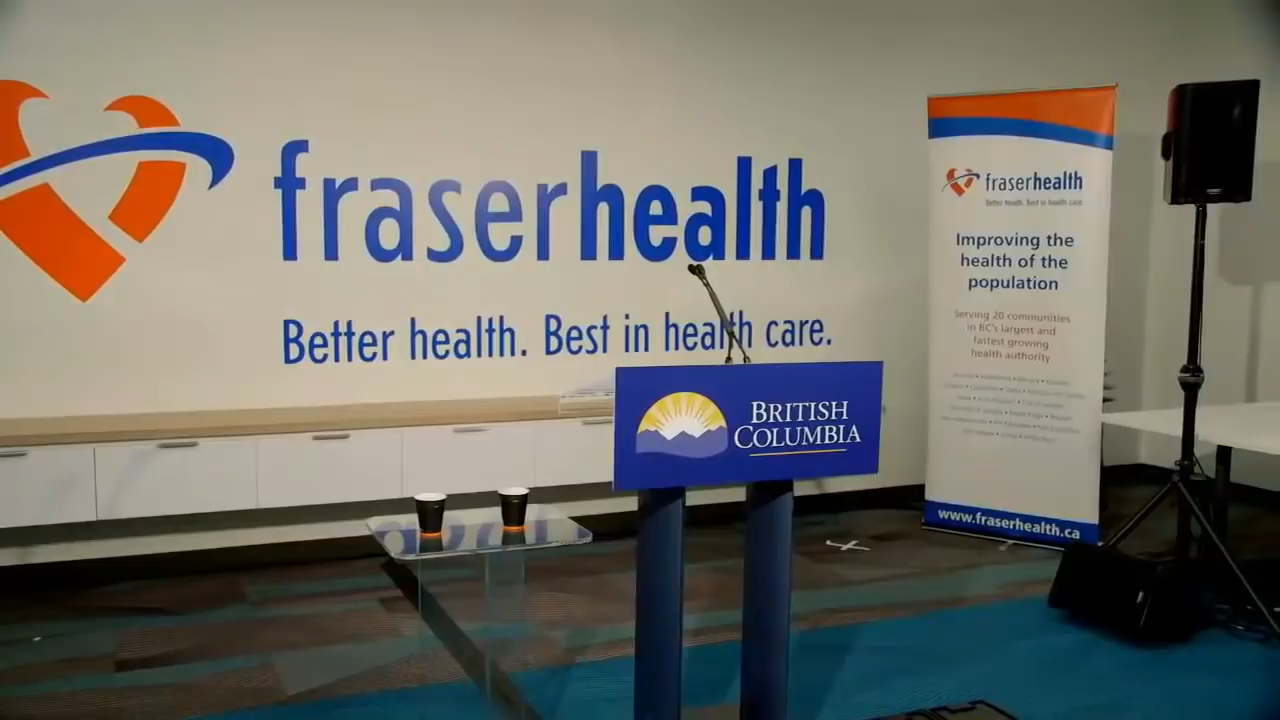 fraserhealth
Better health. Best in health care.
BRITISH
COLUMBIA
fraserhealth
Better health. Best in health care.
Improving the
health of the
population
Serving 20 communities
in BC's largest and
fastest growing
health authority
www.fraserhealth.ca